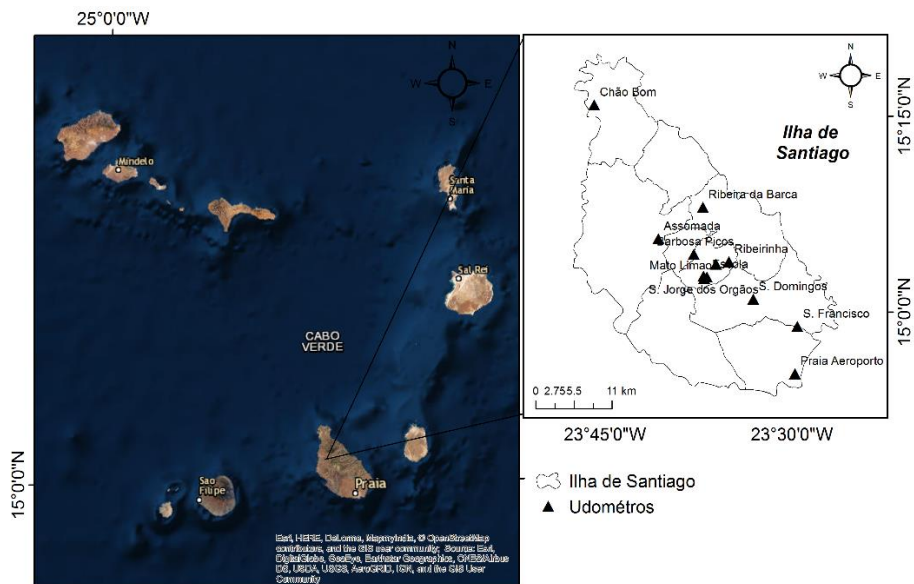 25°0'0"W
N
W
E
S
Mindelo
Santa
Maria
Sal Rei
CABO
VERDE
15°0'0"N
Sao
Filipe
Praia
Esri, HERE, DeLorme, MapmyIndia, © OpenStreetMap
contributors, and the GIS user community; Source: Esri,
DigitalGlobe, GeoEye, Earthstar Geographics, CNES/Airbus
DS, USDA, USGS, AeroGRID, IGN, and the GIS User
Community
N
W
E
S
Chão Bom
Ilha de
Santiago
15°15'0"N
Ribeira da Barca
Assomada
Barbosa Picos
Ribeirinha
Mato Limao
S. Domingos
S. Jorge dos Orgãos
15°0'0"N
S. Francisco
Praia Aeroporto
0 2.755.5 11 km
23°45'0"W
23°30'0"W
Ilha de Santiago
Udométros